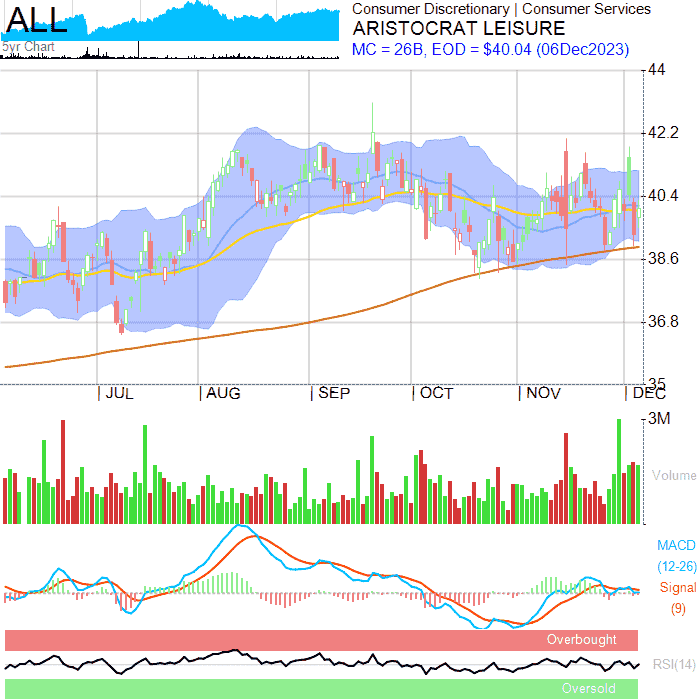 ALL
5yr Chart
Consumer Discretionary | Consumer Services
ARISTOCRAT LEISURE
MC = 26B, EOD = $40.04 (06Dec2023)
44
42.2
40.4
38.6
36.8
35
| JUL | AUG | SEP | OCT | NOV | DEC
3M
Volume
MACD
(12-26)
Signal
(9)
Overbought
RSI(14)
Oversold